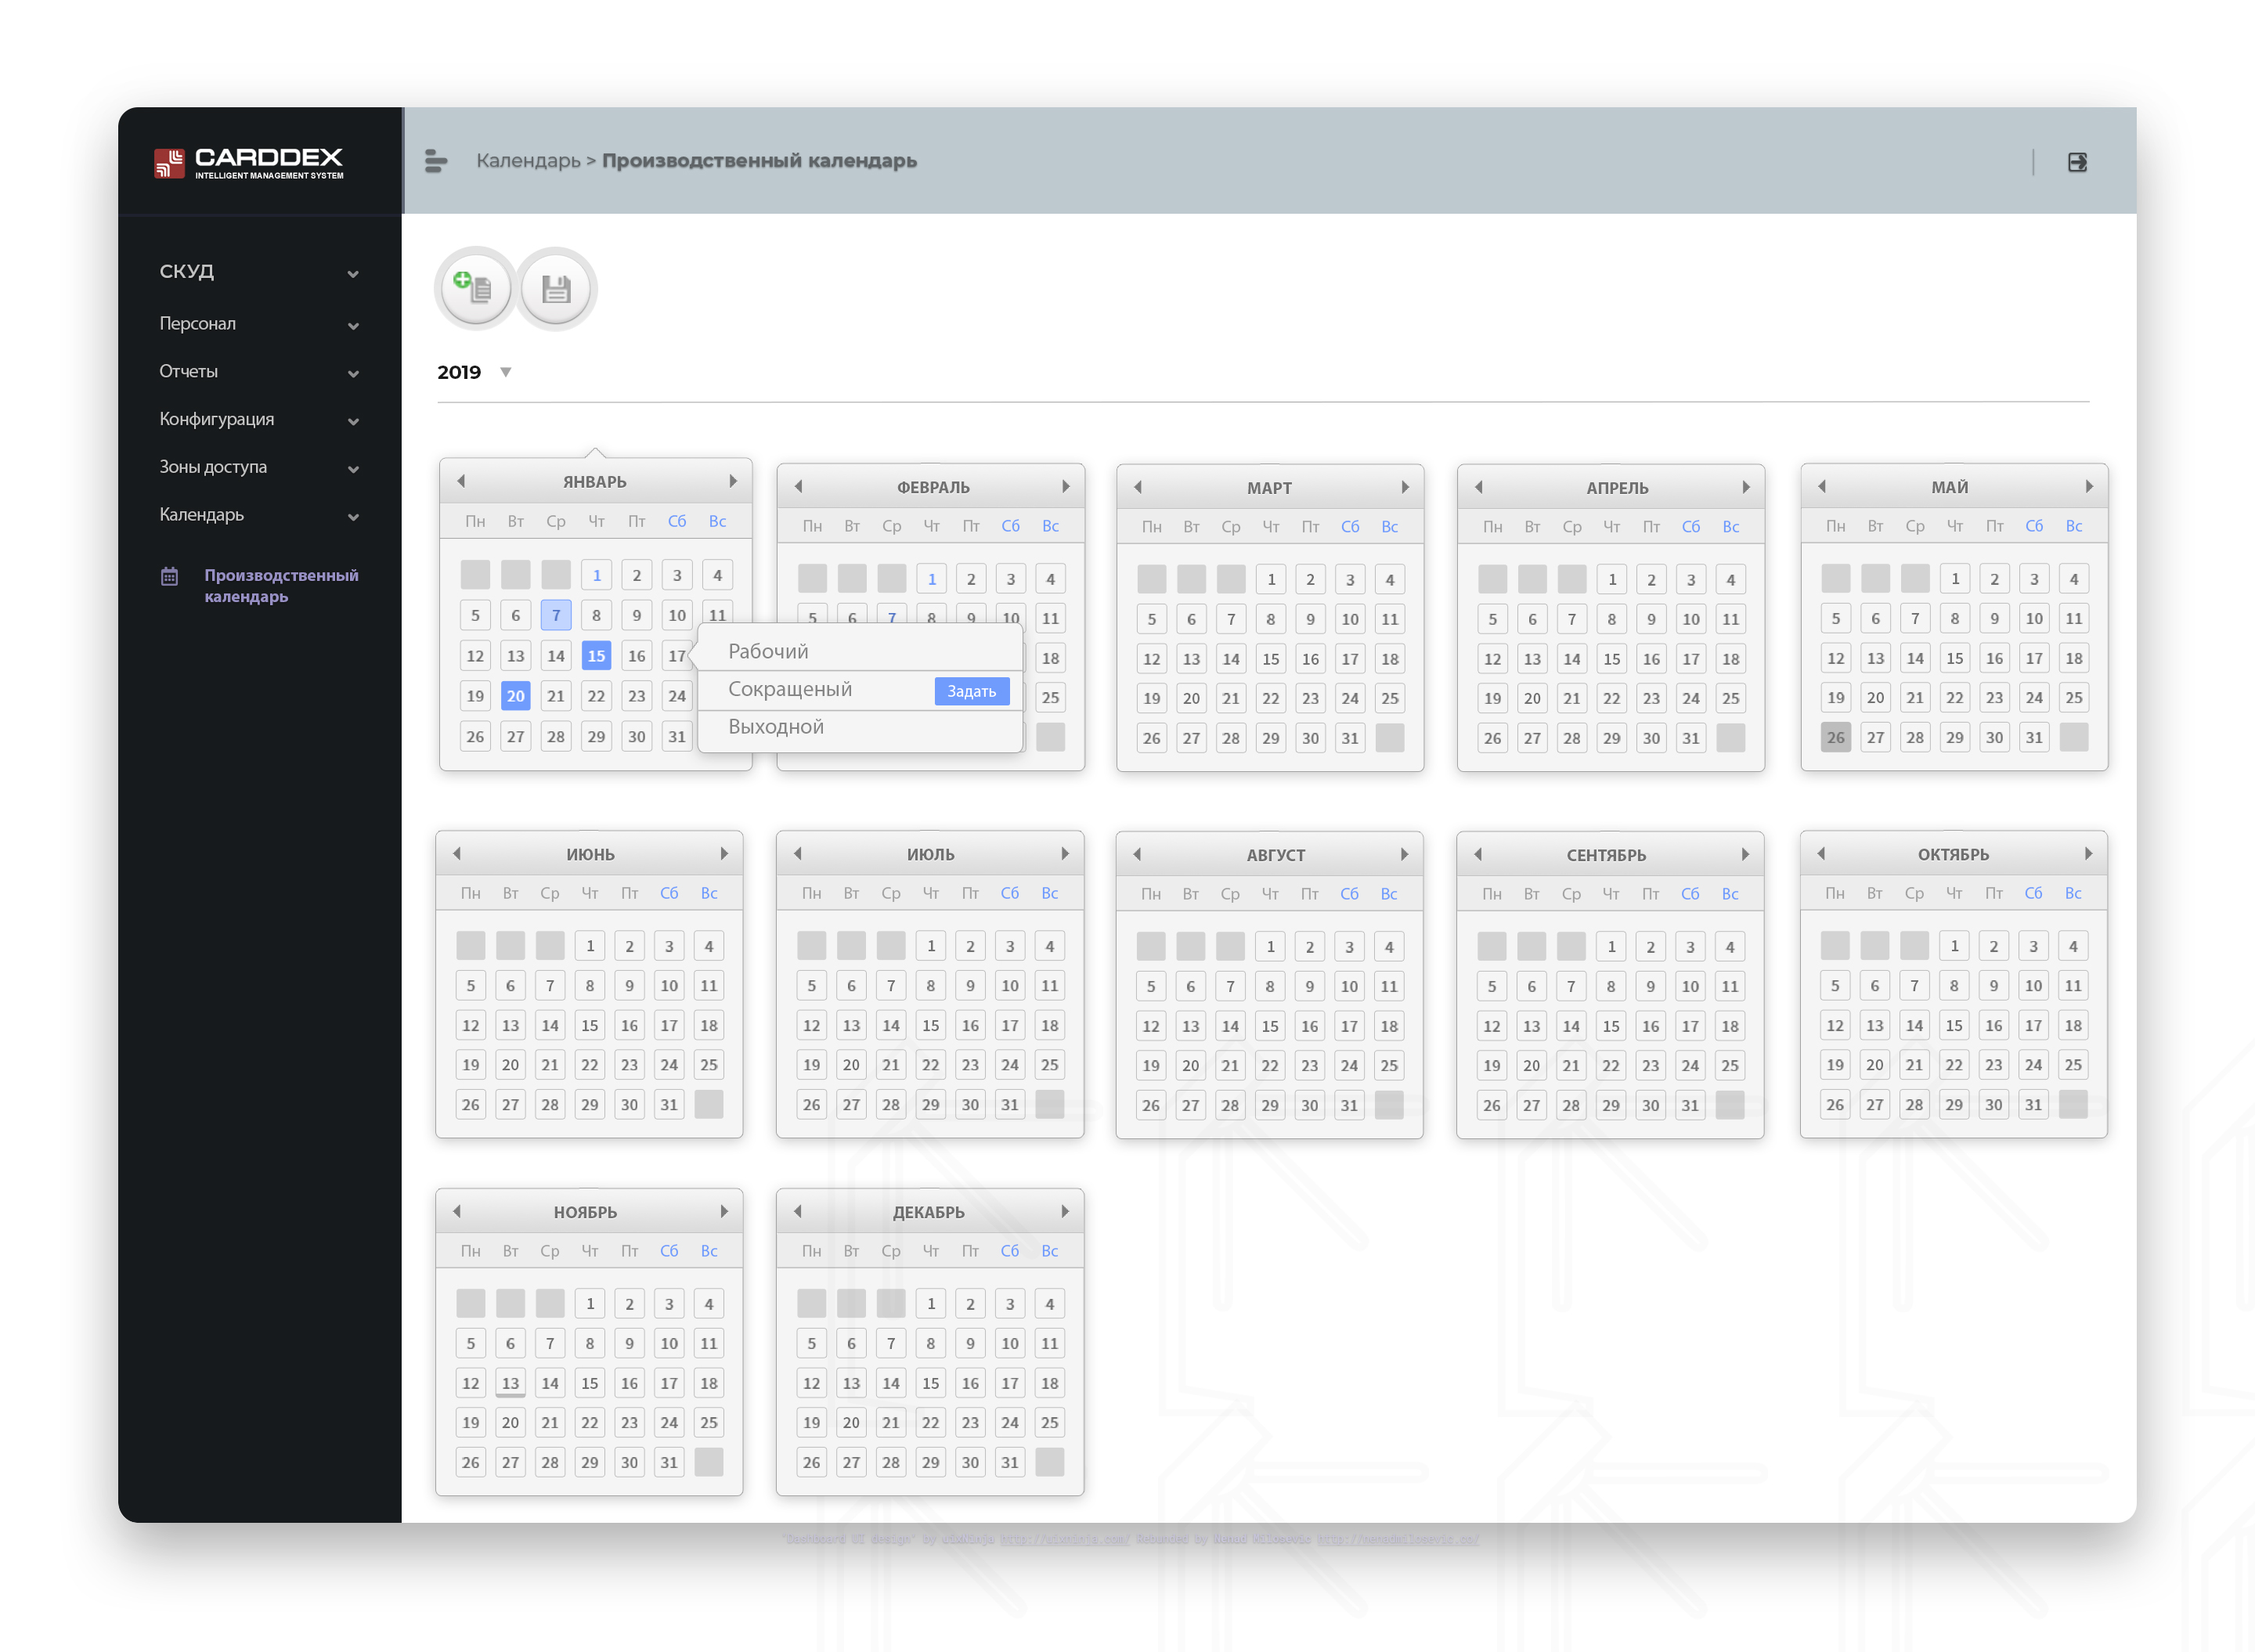 CARDDEX
INTELLIGENT MANAGEMENT SYSTEM
СКУД
Персонал
Отчеты
Конфигурация
Зоны доступа
Календарь
Производственный
календарь
Календарь > Производственный календарь
2019
ЯНВАРЬ
Пн Вт Ср Чт Пт Сб Вс
1 2 3 4
5 6 7 8 9 10 11
12 13 14 15 16 17
19 20 21 22 23 24
26 27 28 29 30 31
Рабочий
Сокращеный Задать
Выходной
ФЕВРАЛЬ
Пн Вт Ср Чт Пт Сб Вс
1 2 3 4
5 6 7 8 9 10 11
18
25
МАРТ
Пн Вт Ср Чт Пт Сб Вс
1 2 3 4
5 6 7 8 9 10 11
12 13 14 15 16 17 18
19 20 21 22 23 24 25
26 27 28 29 30 31
АПРЕЛЬ
Пн Вт Ср Чт Пт Сб Вс
1 2 3 4
5 6 7 8 9 10 11
12 13 14 15 16 17 18
19 20 21 22 23 24 25
26 27 28 29 30 31
МАЙ
Пн Вт Ср Чт Пт Сб Вс
1 2 3 4
5 6 7 8 9 10 11
12 13 14 15 16 17 18
19 20 21 22 23 24 25
26 27 28 29 30 31
ИЮНЬ
Пн Вт Ср Чт Пт Сб Вс
1 2 3 4
5 6 7 8 9 10 11
12 13 14 15 16 17 18
19 20 21 22 23 24 25
26 27 28 29 30 31
ИЮЛЬ
Пн Вт Ср Чт Пт Сб Вс
1 2 3 4
5 6 7 8 9 10 11
12 13 14 15 16 17 18
19 20 21 22 23 24 25
26 27 28 29 30 31
АВГУСТ
Пн Вт Ср Чт Пт Сб Вс
1 2 3 4
5 6 7 8 9 10 11
12 13 14 15 16 17 18
19 20 21 22 23 24 25
26 27 28 29 30 31
СЕНТЯБРЬ
Пн Вт Ср Чт Пт Сб Вс
1 2 3 4
5 6 7 8 9 10 11
12 13 14 15 16 17 18
19 20 21 22 23 24 25
26 27 28 29 30 31
ОКТЯБРЬ
Пн Вт Ср Чт Пт Сб Вс
1 2 3 4
5 6 7 8 9 10 11
12 13 14 15 16 17 18
19 20 21 22 23 24 25
26 27 28 29 30 31
НОЯБРЬ
Пн Вт Ср Чт Пт Сб Вс
1 2 3 4
5 6 7 8 9 10 11
12 13 14 15 16 17 18
19 20 21 22 23 24 25
26 27 28 29 30 31
ДЕКАБРЬ
Пн Вт Ср Чт Пт Сб Вс
1 2 3 4
5 6 7 8 9 10 11
12 13 14 15 16 17 18
19 20 21 22 23 24 25
26 27 28 29 30 31
"Dashboard UI design" by